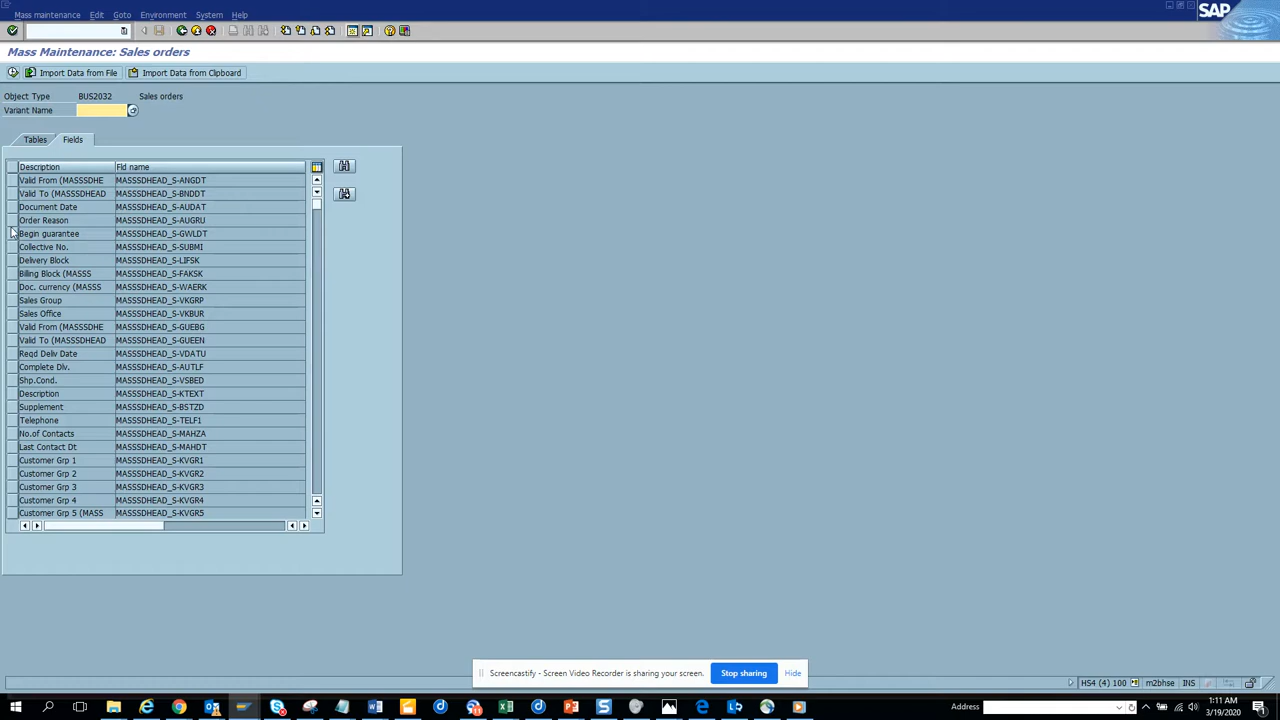 Mass maintenance Edit Goto Environment System Help
SAP
Mass Maintenance: Sales orders
Import Data from File Import Data from Clipboard
Object Type BUS2032 Sales orders
Variant Name
Tables Fields
Description Fld name
Valid From (MASSSDHE MASSSDHEAD_S-ANGDT
Valid To (MASSSDHEAD MASSSDHEAD_S-BNDDT
Document Date MASSSDHEAD_S-AUDAT
Order Reason MASSSDHEAD_S-AUGRU
Begin guarantee MASSSDHEAD_S-GWLDT
Collective No. MASSSDHEAD_S-SUBMI
Delivery Block MASSSDHEAD_S-LIFSK
Billing Block (MASSS MASSSDHEAD_S-FAKSK
Doc. currency (MASSS MASSSDHEAD_S-WAERK
Sales Group MASSSDHEAD_S-VKGRP
Sales Office MASSSDHEAD_S-VKBUR
Valid From (MASSSDHE MASSSDHEAD_S-GUEBG
Valid To (MASSSDHEAD MASSSDHEAD_S-GUEEN
Reqd Deliv Date MASSSDHEAD_S-VDATU
Complete Dlv. MASSSDHEAD_S-AUTLF
Shp.Cond. MASSSDHEAD_S-VSBED
Description MASSSDHEAD_S-KTEXT
Supplement MASSSDHEAD_S-BSTZD
Telephone MASSSDHEAD_S-TELF1
No.of Contacts MASSSDHEAD_S-MAHZA
Last Contact Dt MASSSDHEAD_S-MAHDT
Customer Grp 1 MASSSDHEAD_S-KVGR1
Customer Grp 2 MASSSDHEAD_S-KVGR2
Customer Grp 3 MASSSDHEAD_S-KVGR3
Customer Grp 4 MASSSDHEAD_S-KVGR4
Customer Grp 5 (MASS MASSSDHEAD_S-KVGR5
Screencastify - Screen Video Recorder is sharing your screen. Stop sharing Hide
HS4 (4) 100 m2bhse INS
Address
1:11 AM
3/19/2020